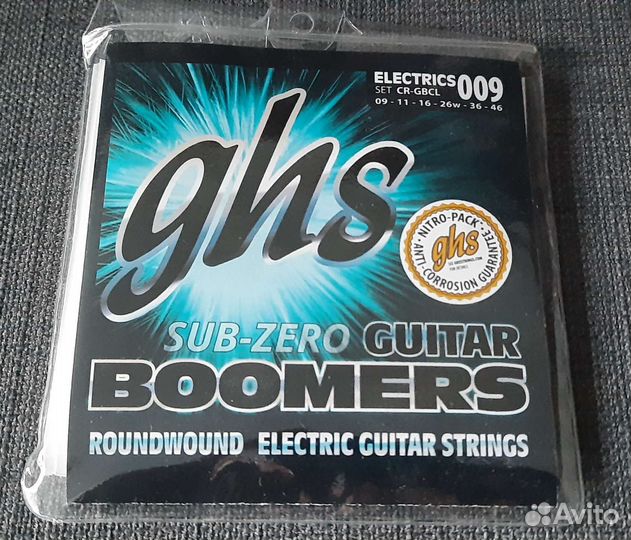 ELECTRICS 009
SET CR-GBCL
09 - 11 - 16 - 26w - 36 - 46
ghs
NITRO-PACK
ghs
ANTI-CORROSION GUARANTEE
SUB-ZERO GUITAR
BOOMERS
ROUNDWOUND ELECTRIC GUITAR STRINGS
Avito